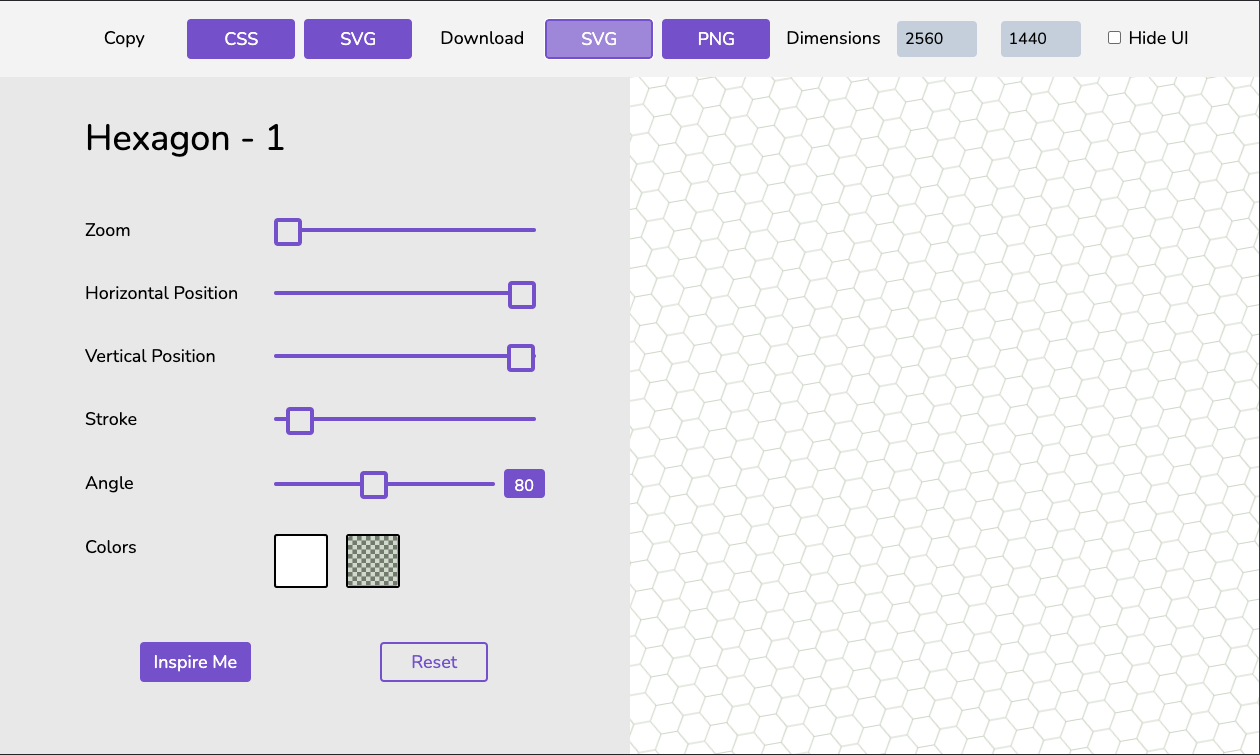 Copy CSS SVG Download SVG PNG Dimensions 2560 1440 Hide UI
Hexagon - 1
Zoom
Horizontal Position
Vertical Position
Stroke
Angle 80
Colors
Inspire Me Reset